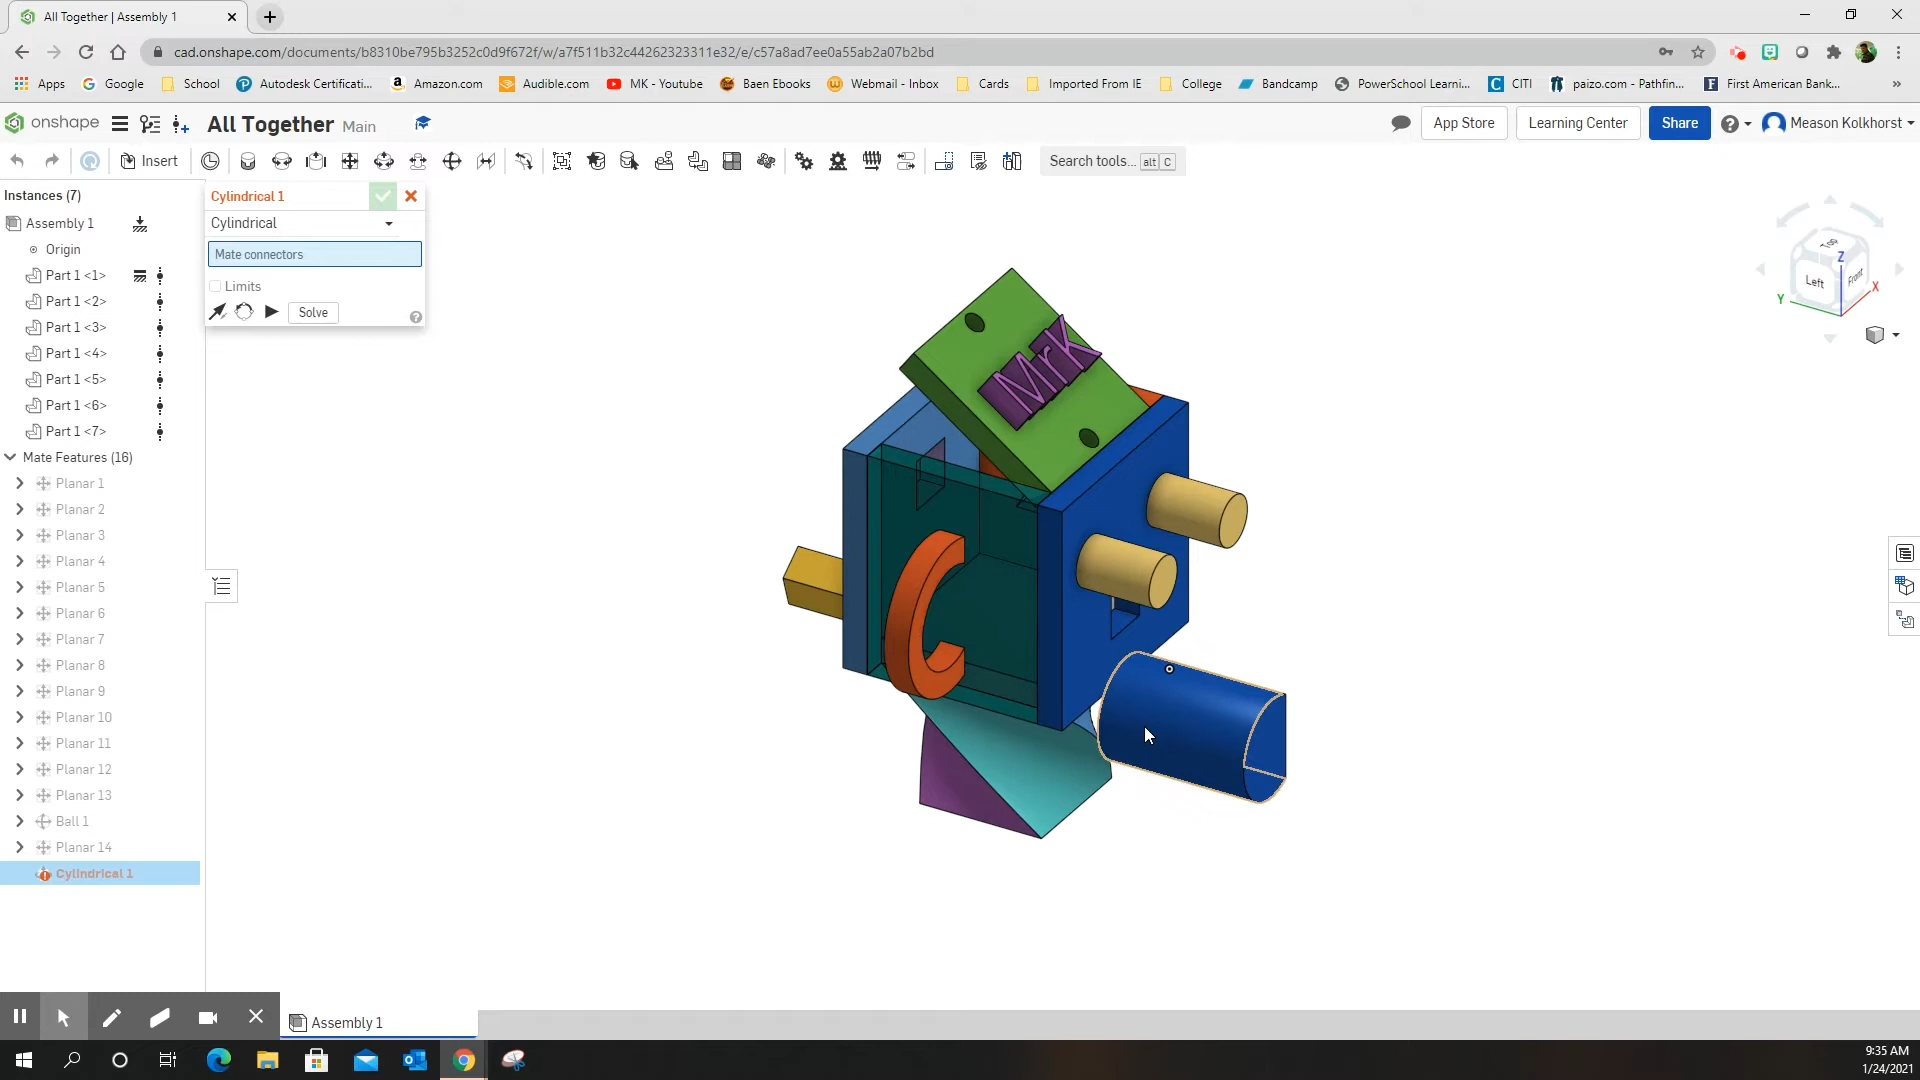 All Together | Assembly 1
cad.onshape.com/documents/b8310be795b3252c0d9f672f/w/a7f511b32c44262323311e32/e/c57a8ad7ee0a55ab2a07b2bd
Apps Google School Autodesk Certificati... Amazon.com Audible.com MK - Youtube Baen Ebooks Webmail - Inbox Cards Imported From IE College Bandcamp PowerSchool Learni... CITI paizo.com - Pathfin... First American Bank... »
onshape All Together Main App Store Learning Center Share Meason Kolkhorst
Insert Search tools... alt C
Instances (7)
Assembly 1
Origin
Part 1 <1>
Part 1 <2>
Part 1 <3>
Part 1 <4>
Part 1 <5>
Part 1 <6>
Part 1 <7>
Mate Features (16)
Planar 1
Planar 2
Planar 3
Planar 4
Planar 5
Planar 6
Planar 7
Planar 8
Planar 9
Planar 10
Planar 11
Planar 12
Planar 13
Ball 1
Planar 14
Cylindrical 1
Cylindrical 1
Cylindrical
Mate connectors
Limits
Solve
MrK
C
Top
Left
Front
Z
X
Y
Assembly 1
9:35 AM
1/24/2021